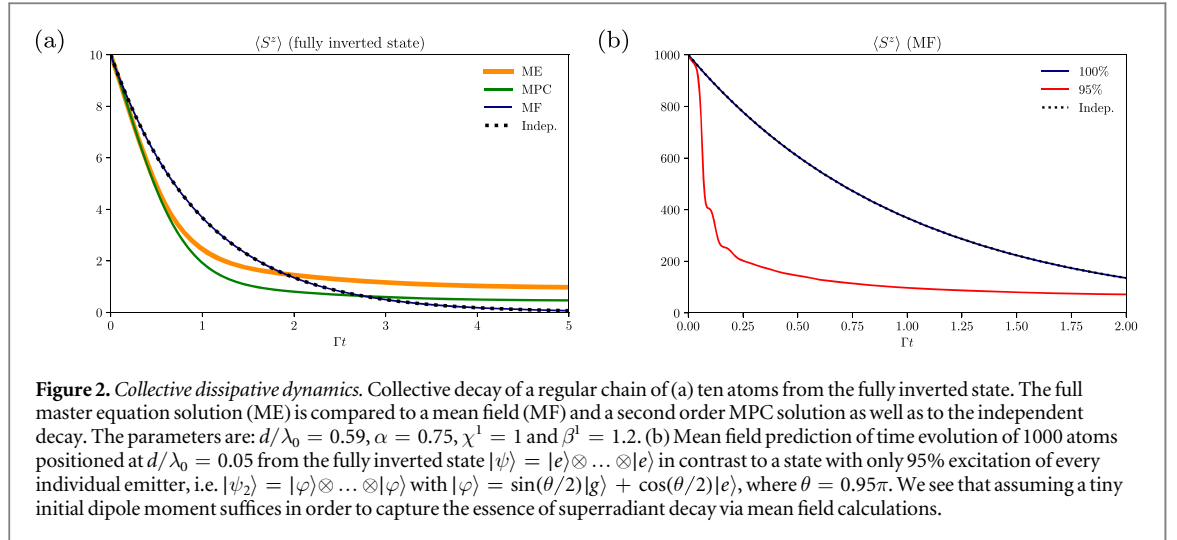 (a)
⟨S^z⟩ (fully inverted state)
10
8
6
4
2
0
0 1 2 3 4 5
Γt
ME
MPC
MF
Indep.
(b)
⟨S^z⟩ (MF)
1000
800
600
400
200
0
0.00 0.25 0.50 0.75 1.00 1.25 1.50 1.75 2.00
Γt
100%
95%
Indep.
Figure 2. Collective dissipative dynamics. Collective decay of a regular chain of (a) ten atoms from the fully inverted state. The full
master equation solution (ME) is compared to a mean field (MF) and a second order MPC solution as well as to the independent
decay. The parameters are: d/λ₀ = 0.59, α = 0.75, χ¹ = 1 and β¹ = 1.2. (b) Mean field prediction of time evolution of 1000 atoms
positioned at d/λ₀ = 0.05 from the fully inverted state |ψ⟩ = |e⟩⊗ … ⊗|e⟩ in contrast to a state with only 95% excitation of every
individual emitter, i.e. |ψ₂⟩ = |φ⟩⊗ … ⊗|φ⟩ with |φ⟩ = sin(θ/2)|g⟩ + cos(θ/2)|e⟩, where θ = 0.95π. We see that assuming a tiny
initial dipole moment suffices in order to capture the essence of superradiant decay via mean field calculations.